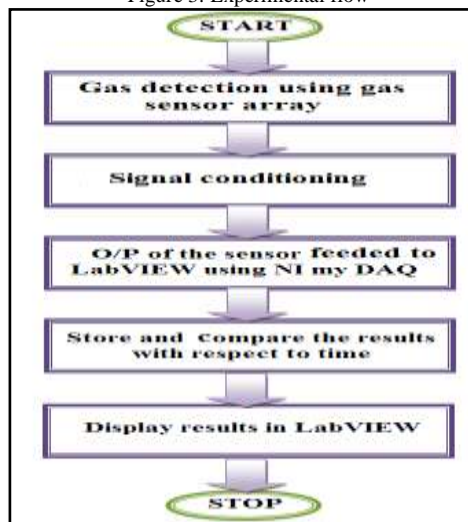 Figure 3. Experimental flow
START
Gas detection using gas
sensor array
Signal conditioning
O/P of the sensor feeded to
LabVIEW using NI my DAQ
Store and Compare the results
with respect to time
Display results in LabVIEW
STOP